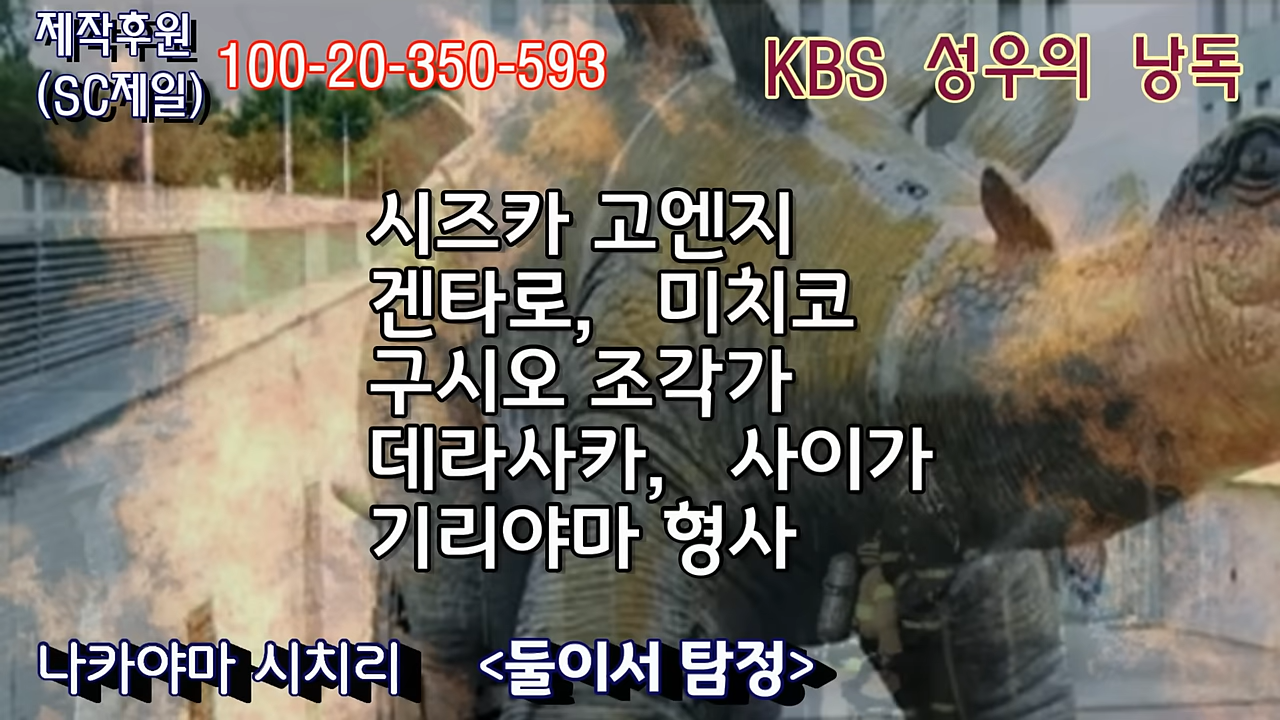 제작후원
(SC제일) 100-20-350-593
KBS 성우의 낭독
시즈카 고엔지
겐타로, 미치코
구시오 조각가
데라사카, 사이가
기리야마 형사
나카야마 시치리 <둘이서 탐정>